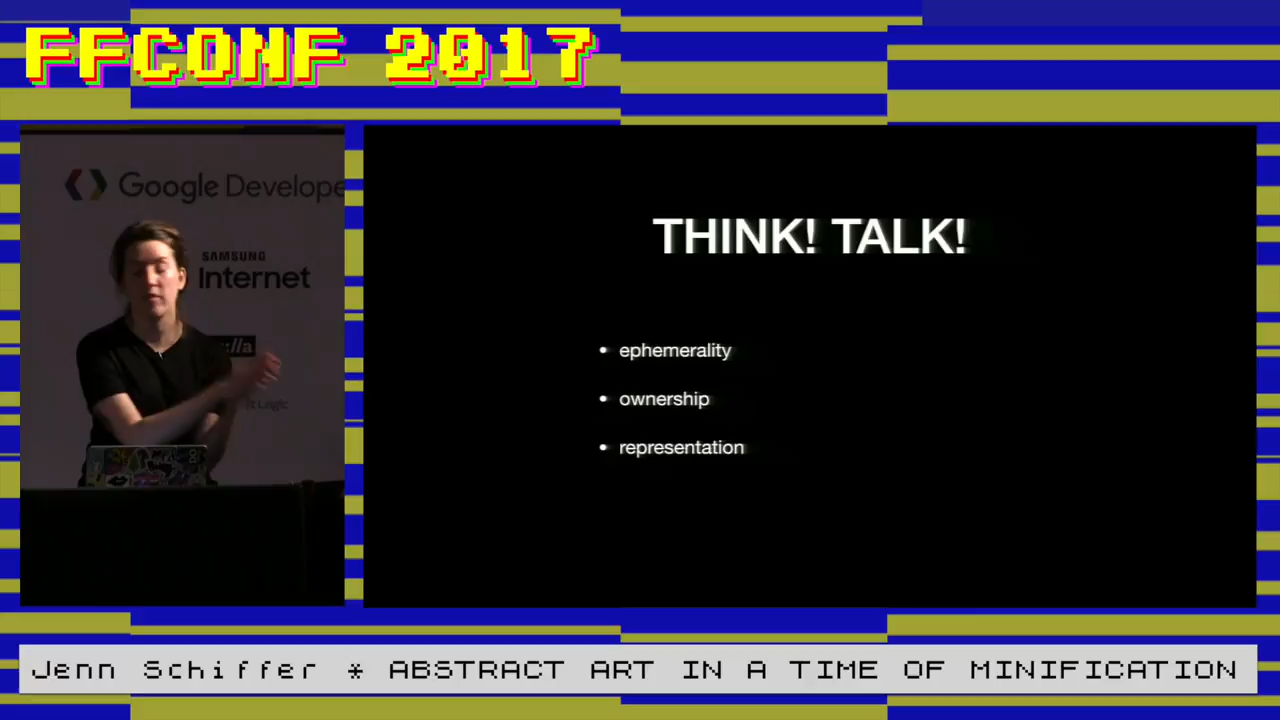 FFCONF 2017
Google Develope
SAMSUNG
Internet
THINK! TALK!
• ephemerality
• ownership
• representation
Jenn Schiffer * ABSTRACT ART IN A TIME OF MINIFICATION